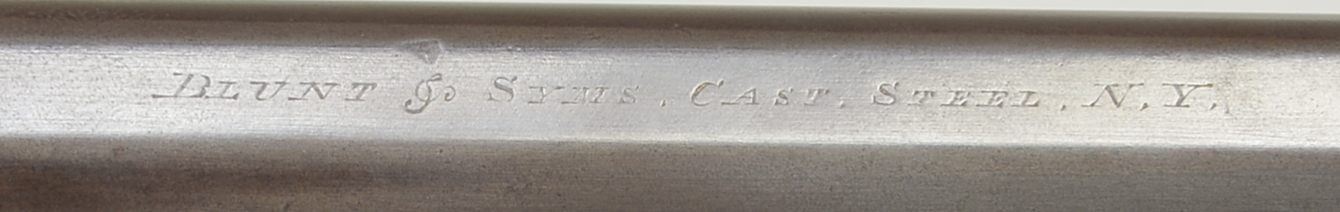 BLUNT & SYMS. CAST. STEEL. N.Y.